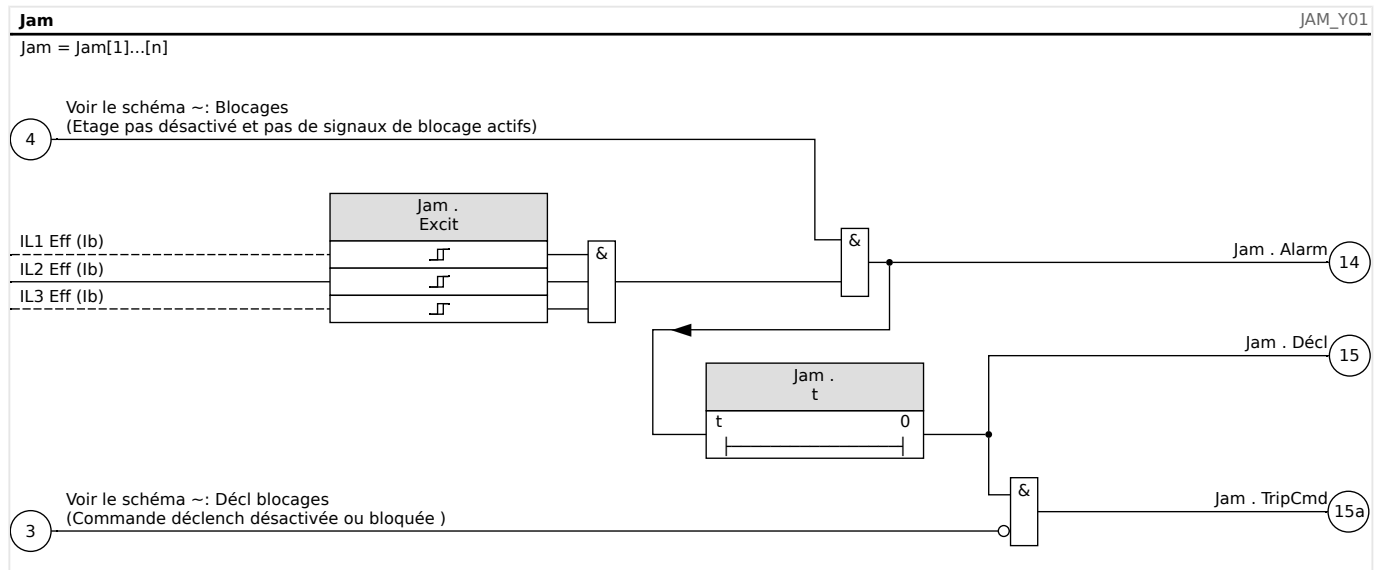 Jam
JAM_Y01
Jam = Jam[1]...[n]
Voir le schéma ~: Blocages
(Etage pas désactivé et pas de signaux de blocage actifs)
4
Jam .
Excit
IL1 Eff (Ib)
IL2 Eff (Ib)
IL3 Eff (Ib)
&
&
Jam . Alarm
14
Jam . Décl
15
Jam .
t
t 0
Voir le schéma ~: Décl blocages
(Commande déclench désactivée ou bloquée )
3
&
Jam . TripCmd
15a